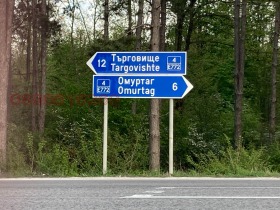 12 Търговище 4
Targovishte E772
4 Омуртаг
E772 Omurtag 6